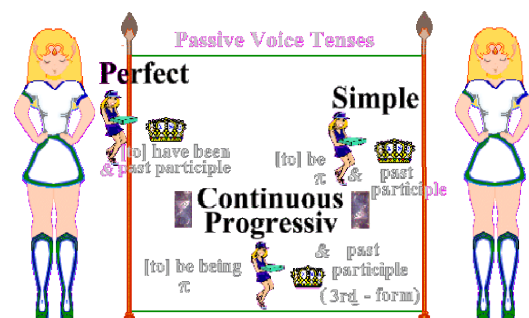 Passive Voice Tenses
Perfect
[to] have been
& past participle
Simple
[to] be
π & past
participle
Continuous
Progressiv
[to] be being
π
& past
participle
(3rd - form)